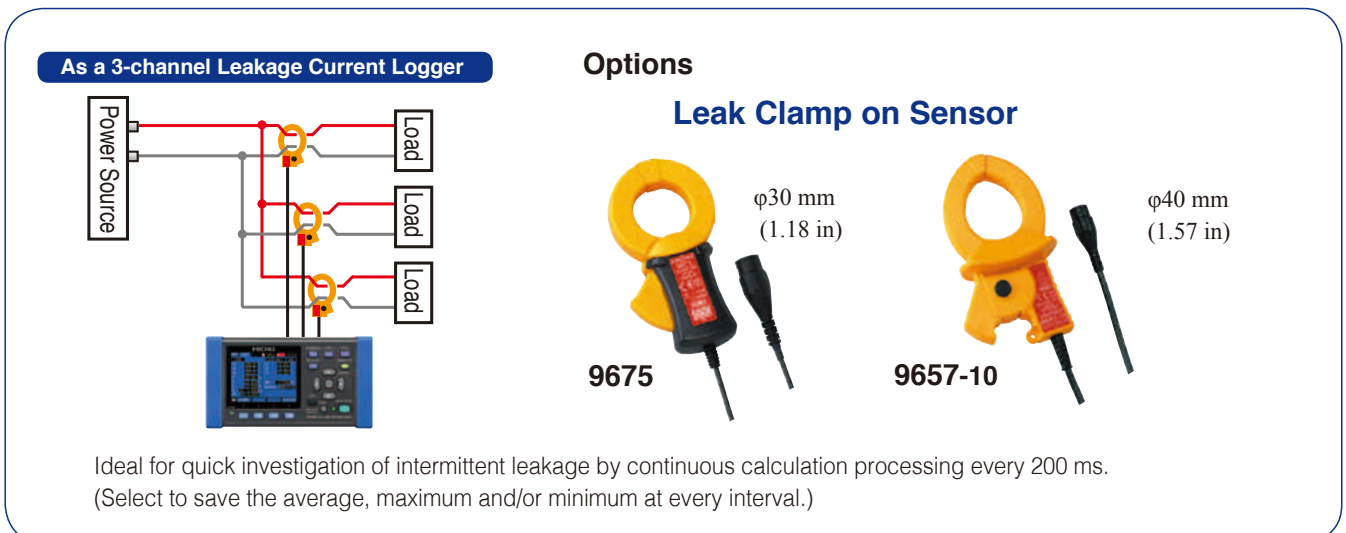 As a 3-channel Leakage Current Logger
Power Source
Load
Load
Load
HIOKI
Options
Leak Clamp on Sensor
φ30 mm
(1.18 in)
9675
φ40 mm
(1.57 in)
9657-10
Ideal for quick investigation of intermittent leakage by continuous calculation processing every 200 ms.
(Select to save the average, maximum and/or minimum at every interval.)